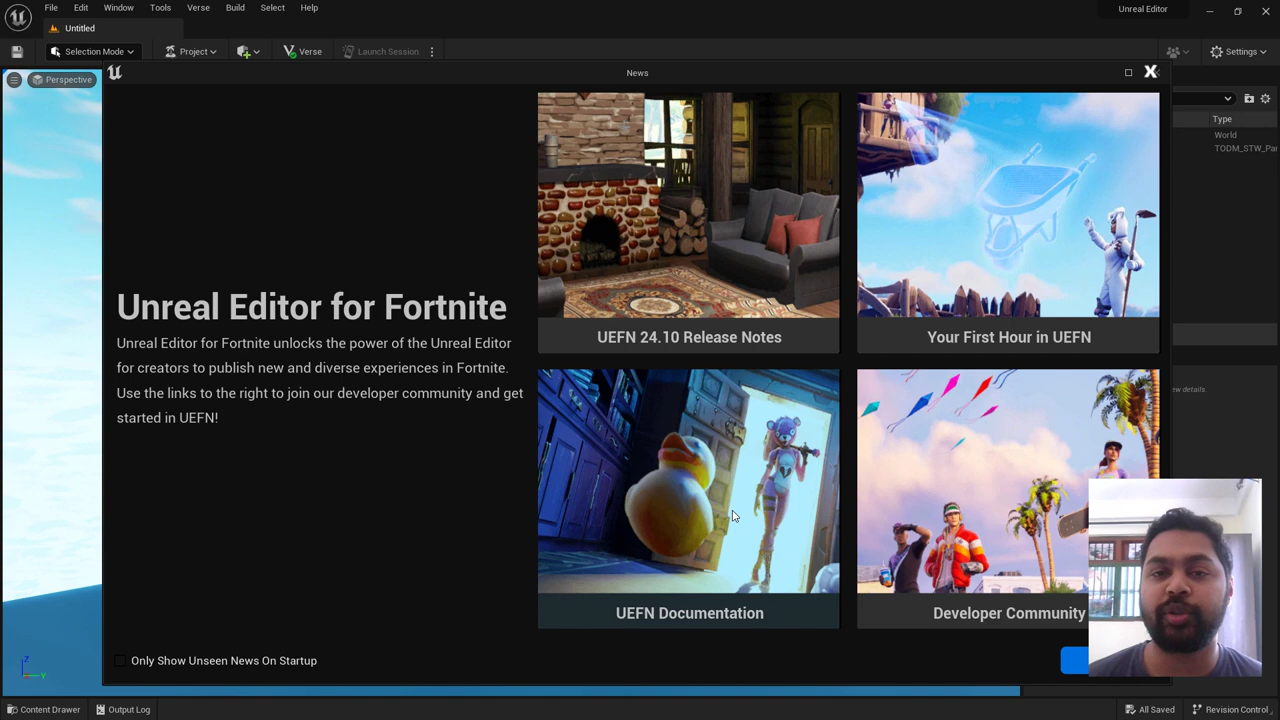 File Edit Window Tools Verse Build Select Help
Unreal Editor
Untitled
Selection Mode
Project
Verse
Launch Session
Settings
Perspective
News
Type
World
TODM_STW_Pa
Unreal Editor for Fortnite
Unreal Editor for Fortnite unlocks the power of the Unreal Editor
for creators to publish new and diverse experiences in Fortnite.
Use the links to the right to join our developer community and get
started in UEFN!
UEFN 24.10 Release Notes
Your First Hour in UEFN
ew details.
UEFN Documentation
Developer Community
Only Show Unseen News On Startup
Z
Y
Content Drawer
Output Log
All Saved
Revision Control